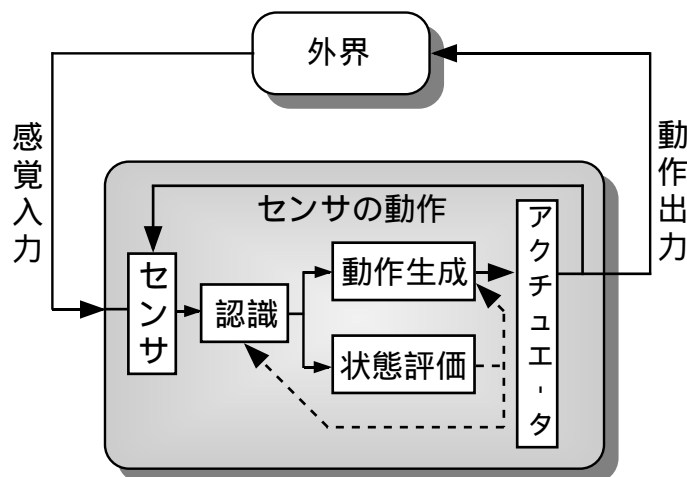 外界
感覚入力
動作出力
センサの動作
センサ
認識
動作生成
状態評価
アクチュエ-タ